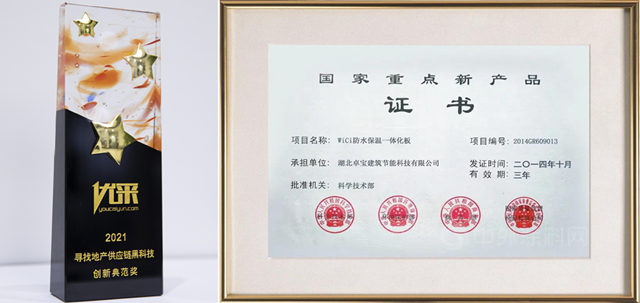 优采
youcaiyun.com
2021
寻找地产供应链黑科技
创新典范奖
国家重点新产品
证书
项目名称:WiCi防水保温一体化板
项目编号:2014GR609013
承担单位:湖北卓宝建筑节能科技有限公司
发证时间:二〇一四年十月
有效期:三年
批准机关:科学技术部